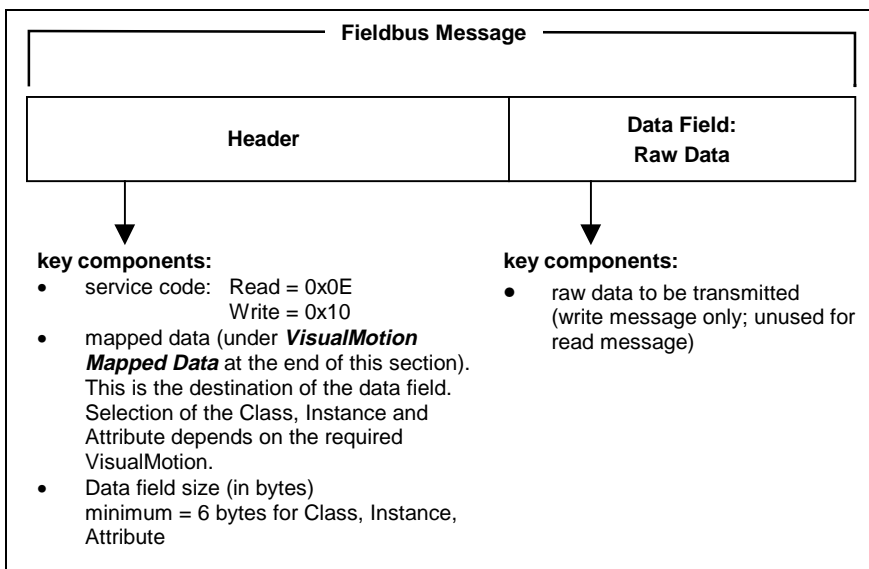 Fieldbus Message
Header
Data Field:
Raw Data
key components:
• service code: Read = 0x0E
Write = 0x10
• mapped data (under VisualMotion
Mapped Data at the end of this section).
This is the destination of the data field.
Selection of the Class, Instance and
Attribute depends on the required
VisualMotion.
• Data field size (in bytes)
minimum = 6 bytes for Class, Instance,
Attribute
key components:
• raw data to be transmitted
(write message only; unused for
read message)